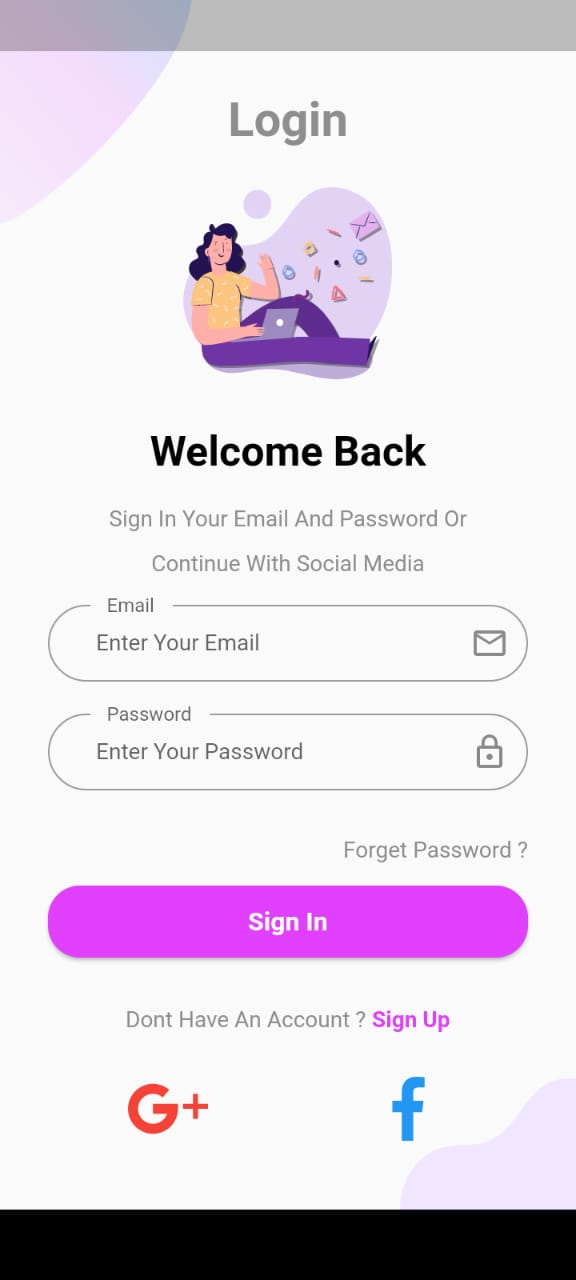 Login
Welcome Back
Sign In Your Email And Password Or
Continue With Social Media
Email
Enter Your Email
Password
Enter Your Password
Forget Password ?
Sign In
Dont Have An Account ? Sign Up
G+ f